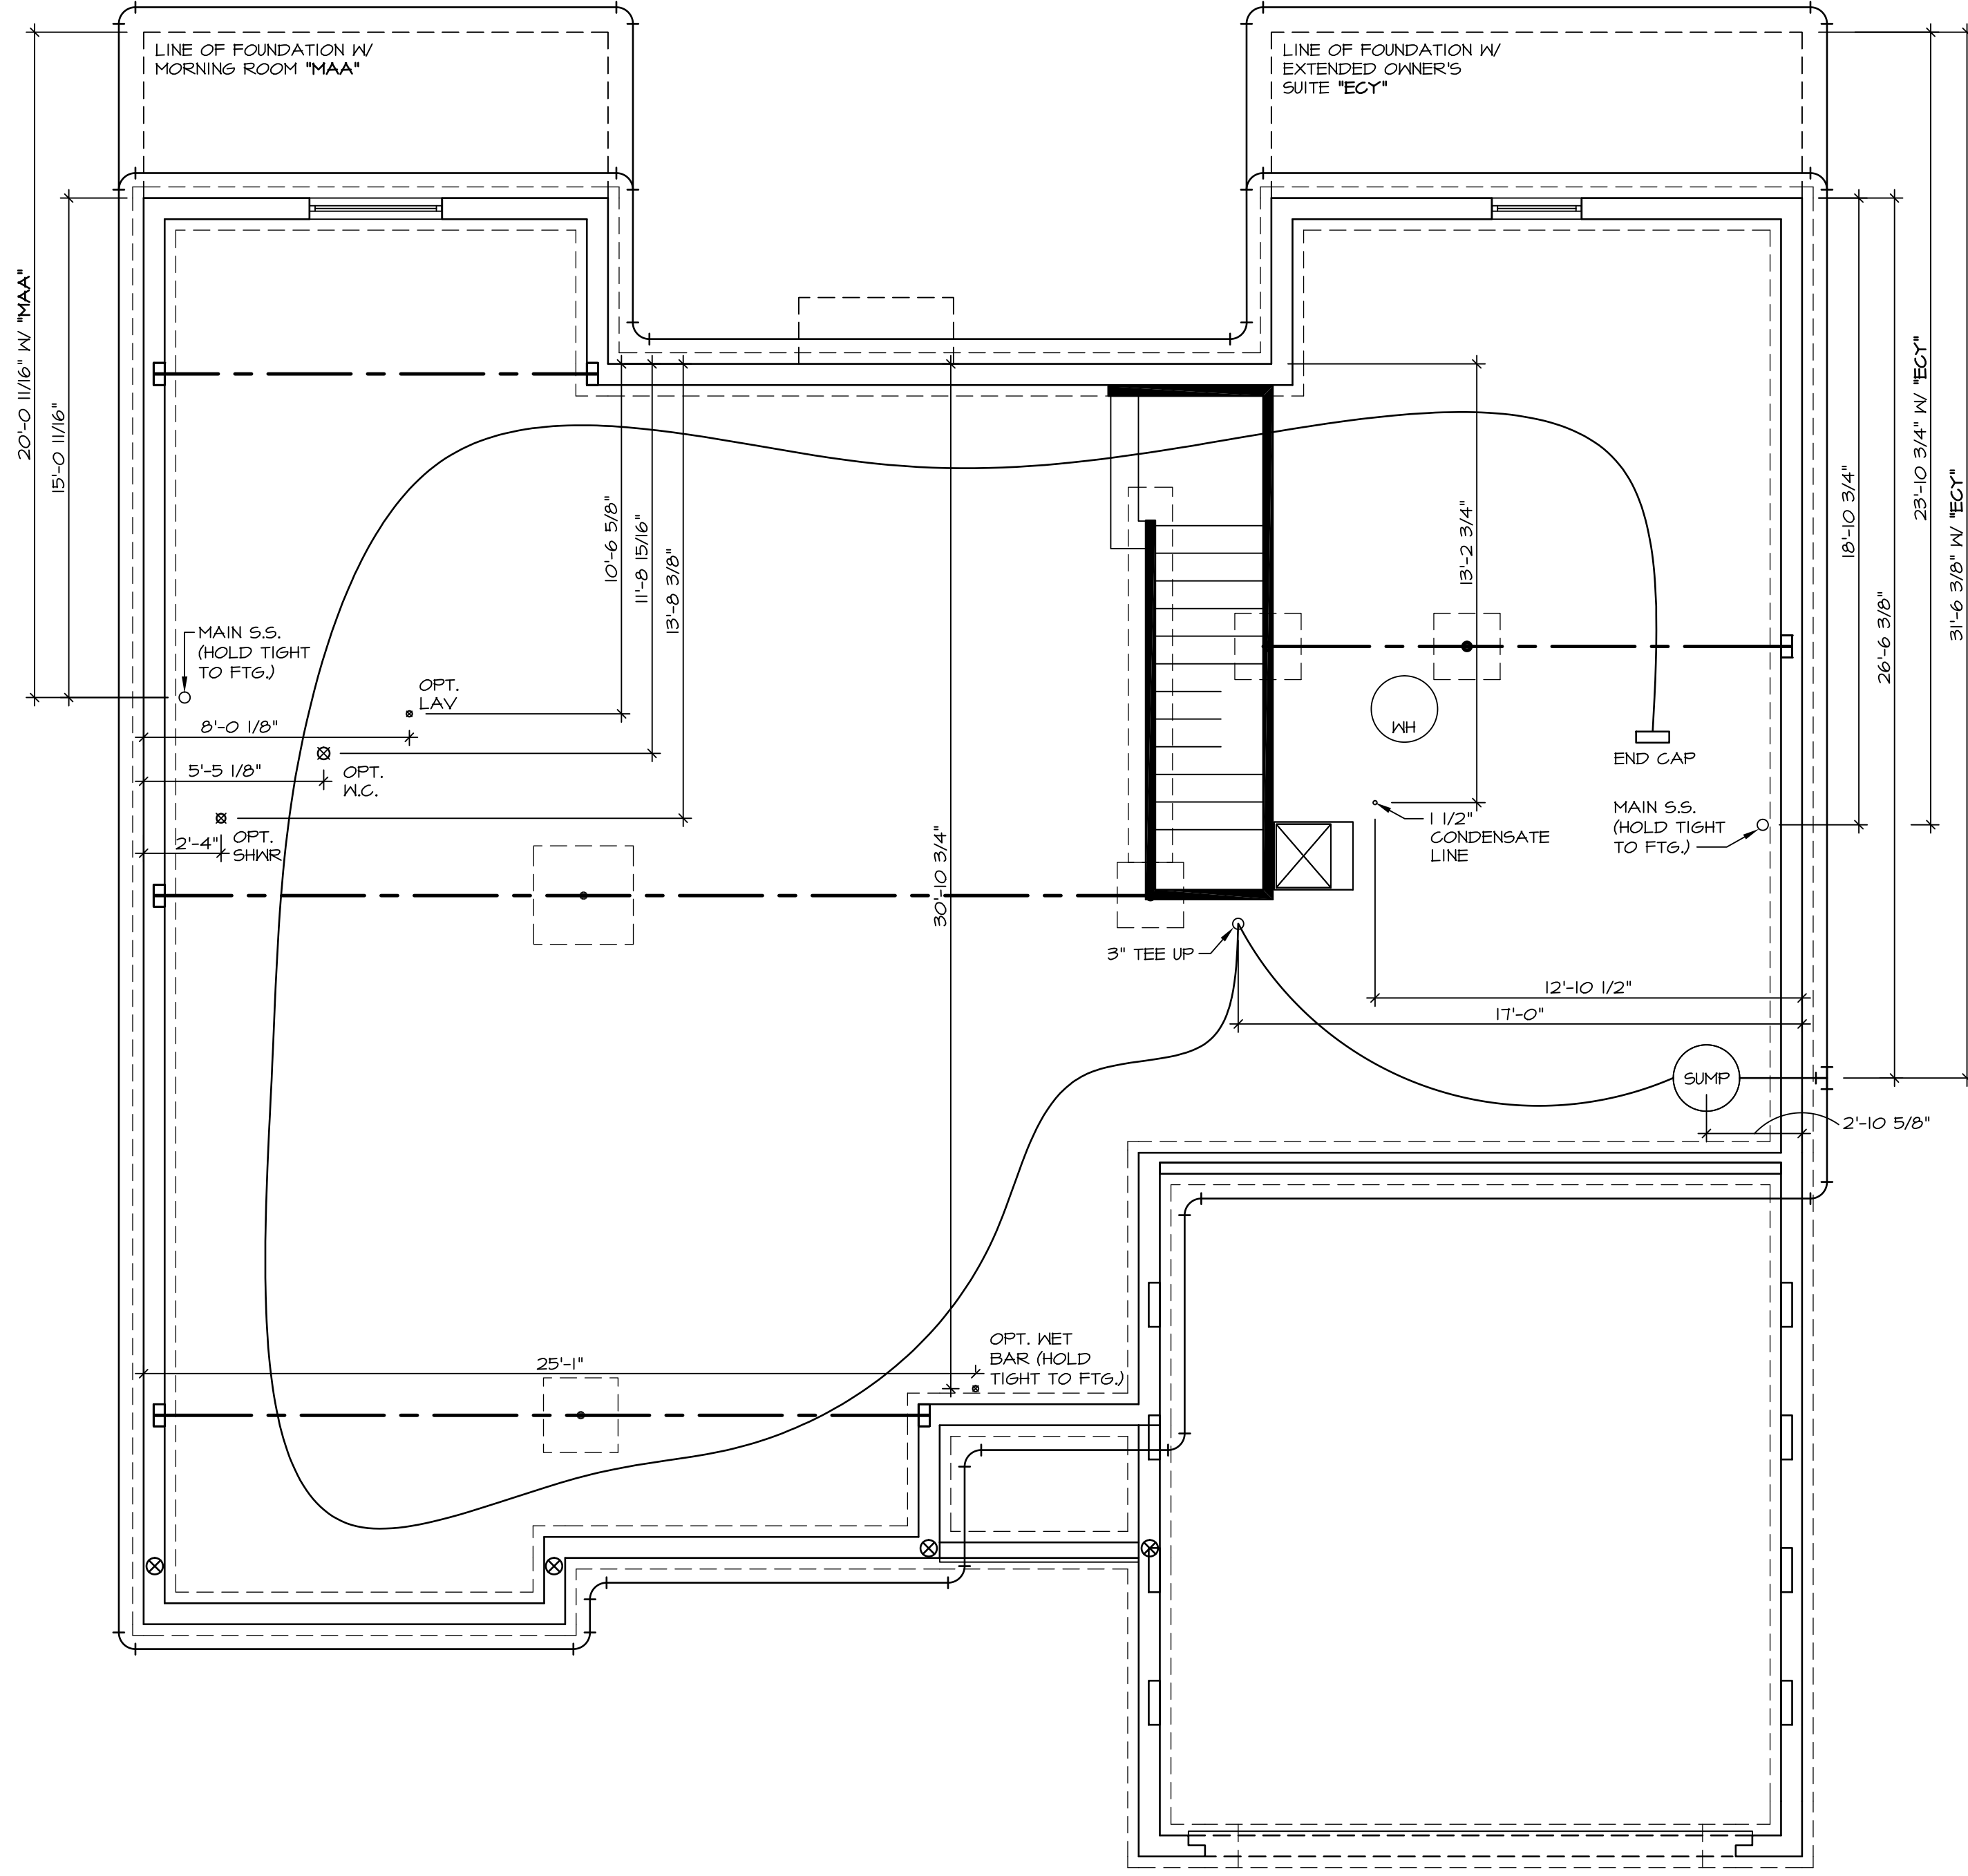 LINE OF FOUNDATION W/
MORNING ROOM "MAA"
LINE OF FOUNDATION W/
EXTENDED OWNER'S
SUITE "ECY"
20'-0 11/16" W/ "MAA"
15'-0 11/16"
10'-6 5/8"
11'-8 15/16"
13'-8 3/8"
13'-2 3/4"
18'-10 3/4"
23'-10 3/4" W/ "ECY"
26'-6 3/8"
31'-6 3/8" W/ "ECY"
MAIN S.S.
(HOLD TIGHT
TO FTG.)
OPT.
LAV
8'-0 1/8"
5'-5 1/8"
OPT.
W.C.
2'-4"
OPT.
SHWR
WH
END CAP
MAIN S.S.
(HOLD TIGHT
TO FTG.)
1 1/2"
CONDENSATE
LINE
30'-10 3/4"
3" TEE UP
12'-10 1/2"
17'-0"
SUMP
2'-10 5/8"
OPT. WET
BAR (HOLD
TIGHT TO FTG.)
25'-1"